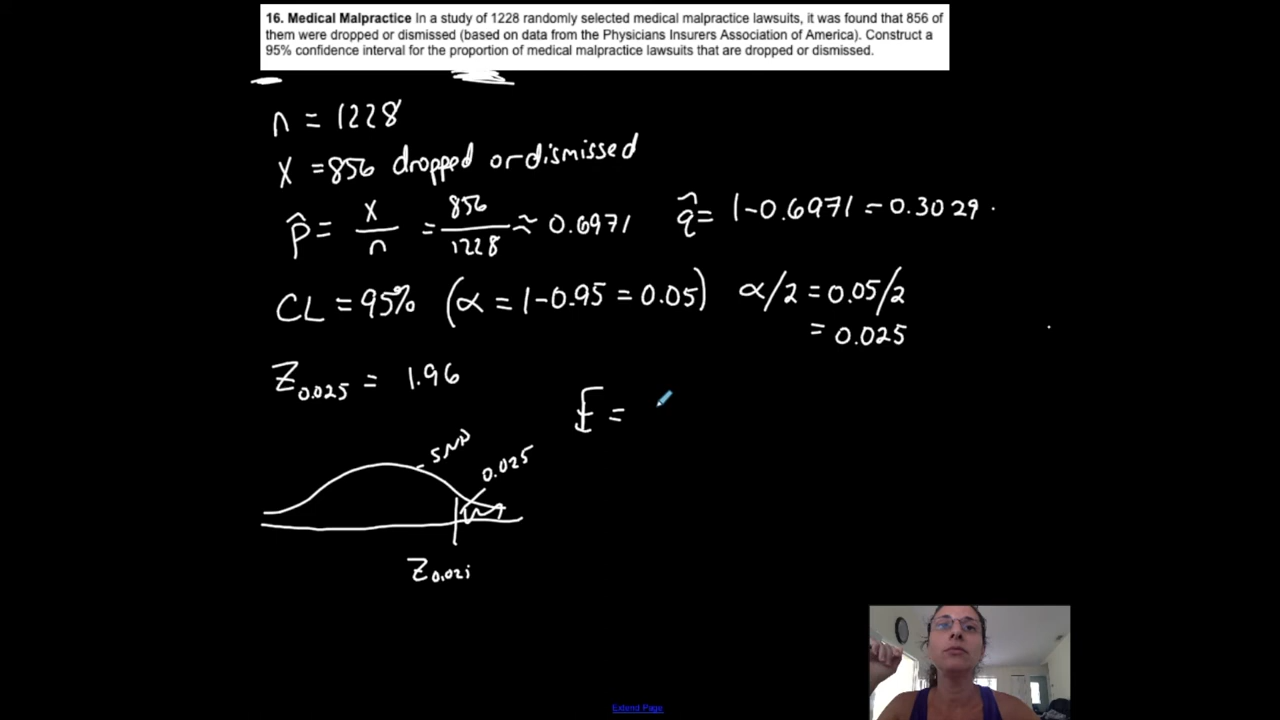 16. Medical Malpractice In a study of 1228 randomly selected medical malpractice lawsuits, it was found that 856 of
them were dropped or dismissed (based on data from the Physicians Insurers Association of America). Construct a
95% confidence interval for the proportion of medical malpractice lawsuits that are dropped or dismissed.
n = 1228
X = 856 dropped or dismissed
p̂ = x/n = 856/1228 ≈ 0.6971 q̂ = 1-0.6971 = 0.3029.
CL = 95% (α = 1-0.95 = 0.05) α/2 = 0.05/2
= 0.025
Z0.025 = 1.96
E =
SND
0.025
Z0.025
Extend Page